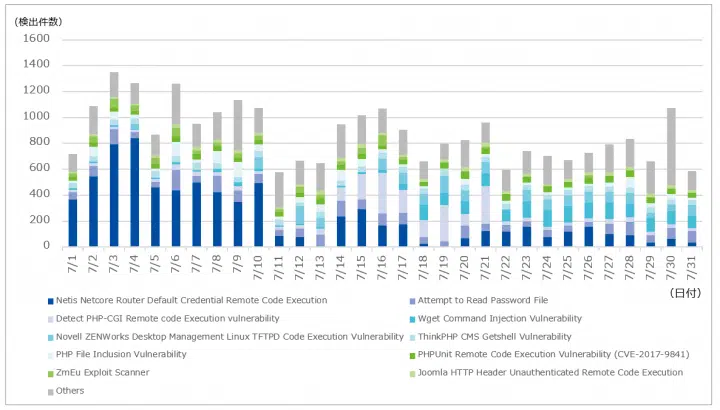 (検出件数)
1600
1400
1200
1000
800
600
400
200
0
7/1 7/2 7/3 7/4 7/5 7/6 7/7 7/8 7/9 7/10 7/11 7/12 7/13 7/14 7/15 7/16 7/17 7/18 7/19 7/20 7/21 7/22 7/23 7/24 7/25 7/26 7/27 7/28 7/29 7/30 7/31
(日付)
Netis Netcore Router Default Credential Remote Code Execution Attempt to Read Password File
Detect PHP-CGI Remote code Execution vulnerability Wget Command Injection Vulnerability
Novell ZENWorks Desktop Management Linux TFTPD Code Execution Vulnerability ThinkPHP CMS Getshell Vulnerability
PHP File Inclusion Vulnerability PHPUnit Remote Code Execution Vulnerability (CVE-2017-9841)
ZmEu Exploit Scanner Joomla HTTP Header Unauthenticated Remote Code Execution
Others